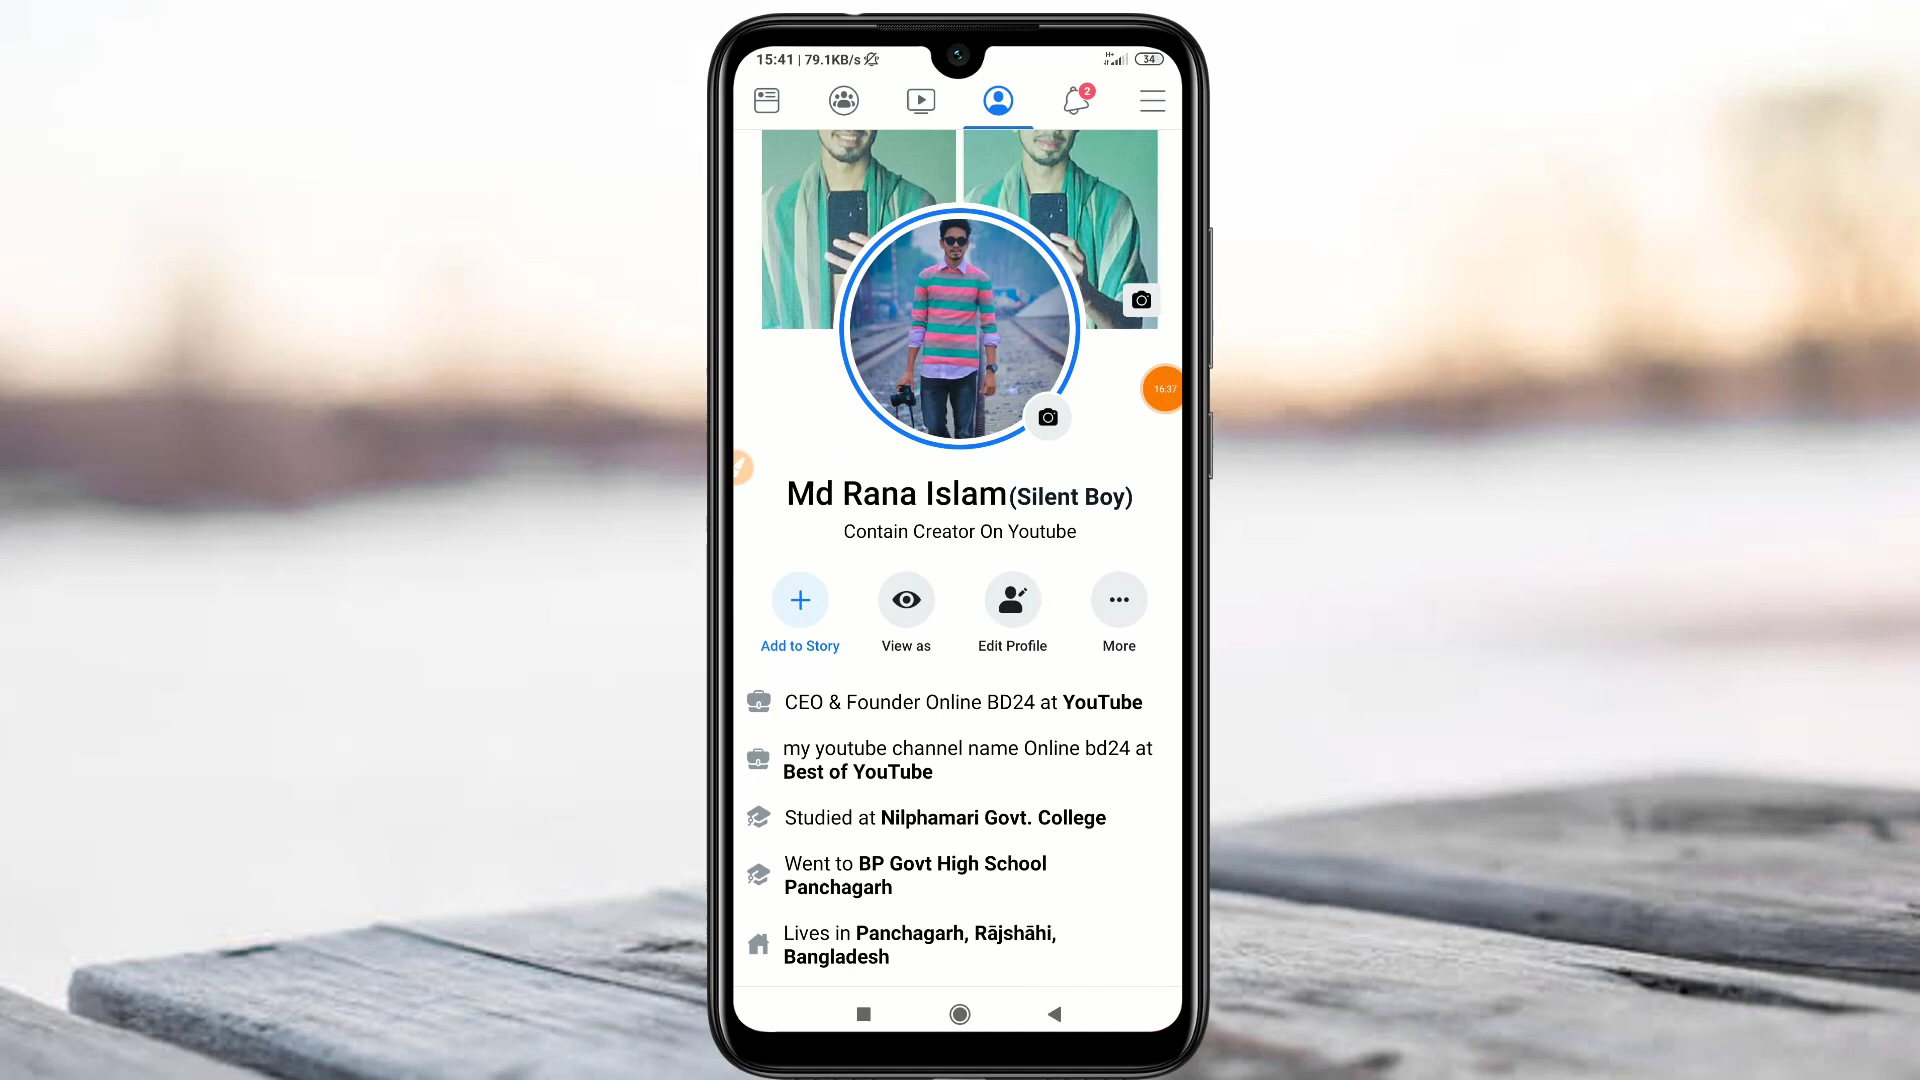 15:41 | 79.1KB/s
H+
34
2
16:37
Md Rana Islam(Silent Boy)
Contain Creator On Youtube
Add to Story
View as
Edit Profile
More
CEO & Founder Online BD24 at YouTube
my youtube channel name Online bd24 at
Best of YouTube
Studied at Nilphamari Govt. College
Went to BP Govt High School
Panchagarh
Lives in Panchagarh, Rājshāhi,
Bangladesh